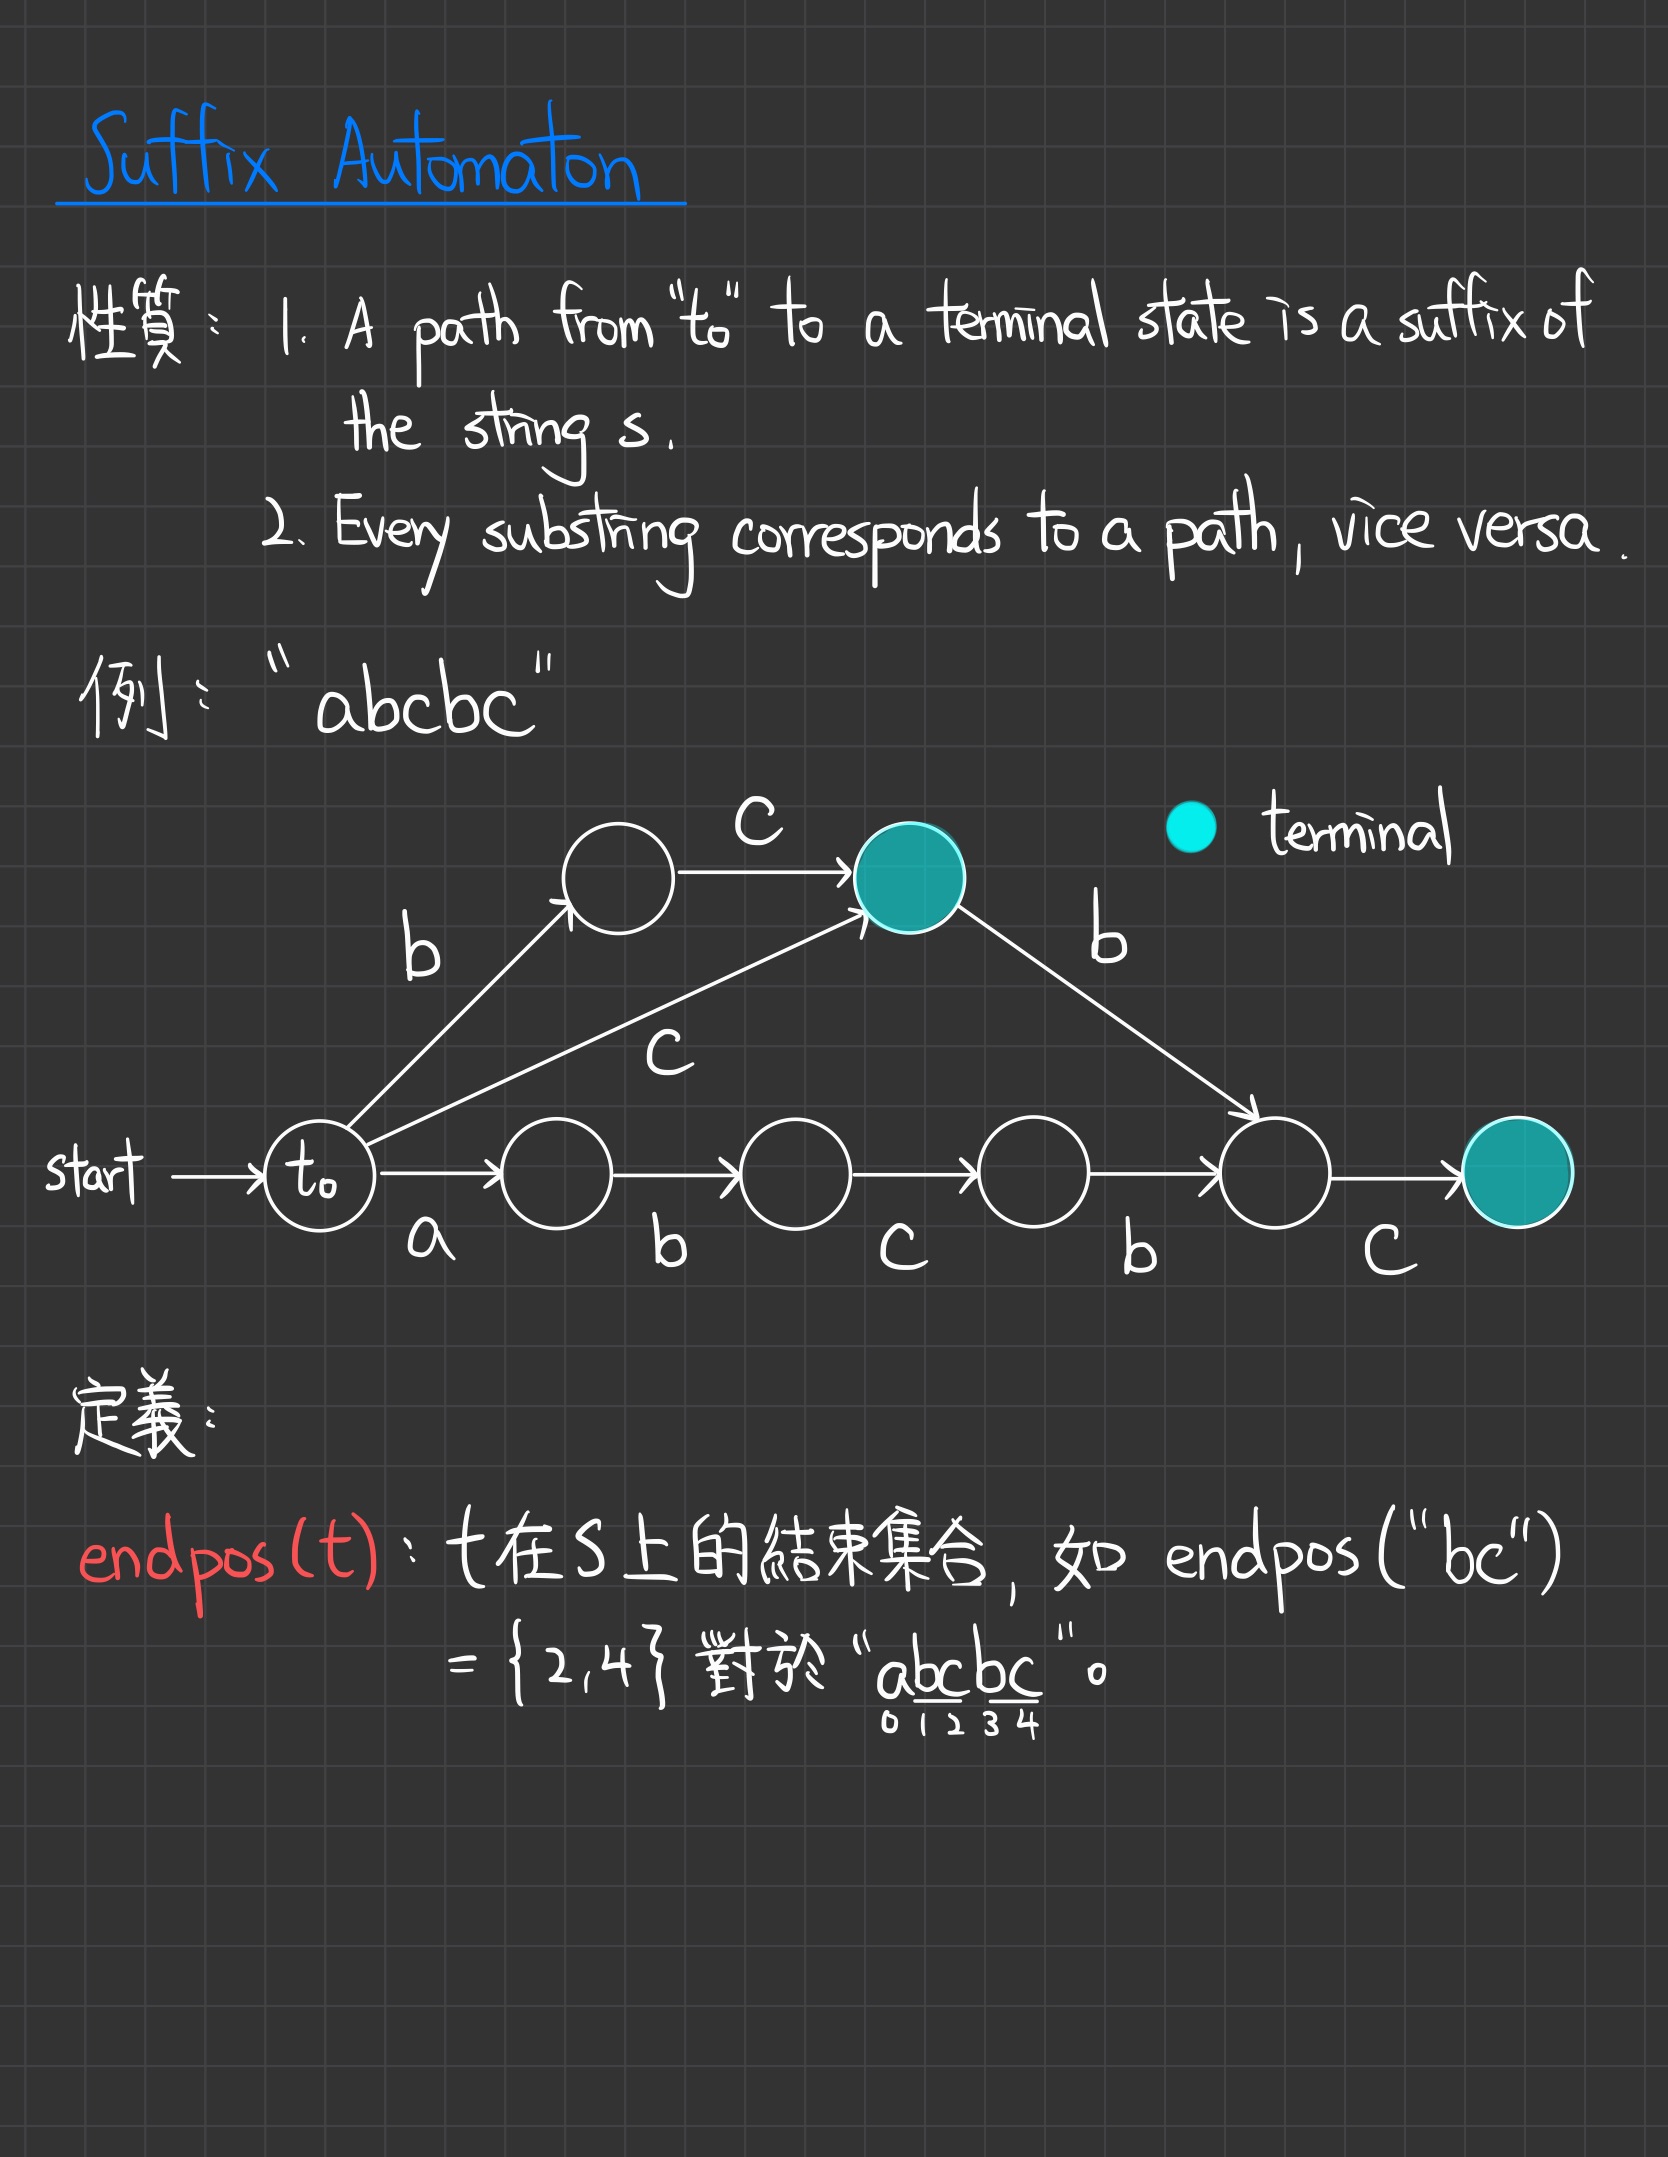 Suffix Automaton
性質： 1. A path from "t₀" to a terminal state is a suffix of
the string s.
2. Every substring corresponds to a path, vice versa.
例： "abcbc"
c
terminal
b
b
c
start
t₀
a
b
c
b
c
定義：
endpos(t)：t在S上的結束集合, 如 endpos("bc")
= {2,4} 對於 "abcbc"。
0 1 2 3 4